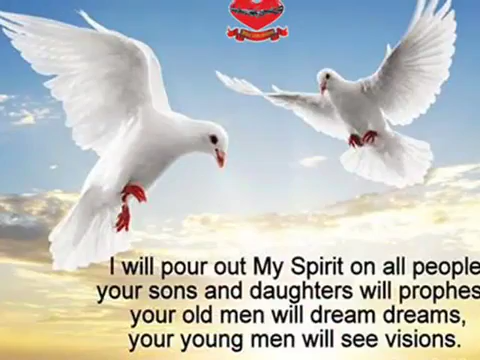 I will pour out My Spirit on all people
your sons and daughters will prophes
your old men will dream dreams,
your young men will see visions.